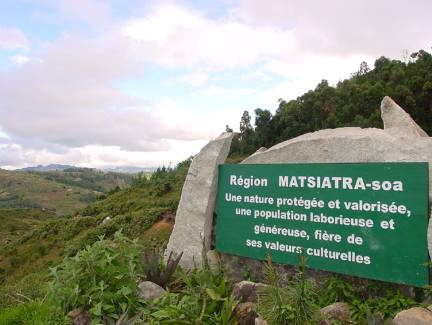 Région MATSIATRA-soa
Une nature protégée et valorisée,
une population laborieuse et
généreuse, fière de
ses valeurs culturelles